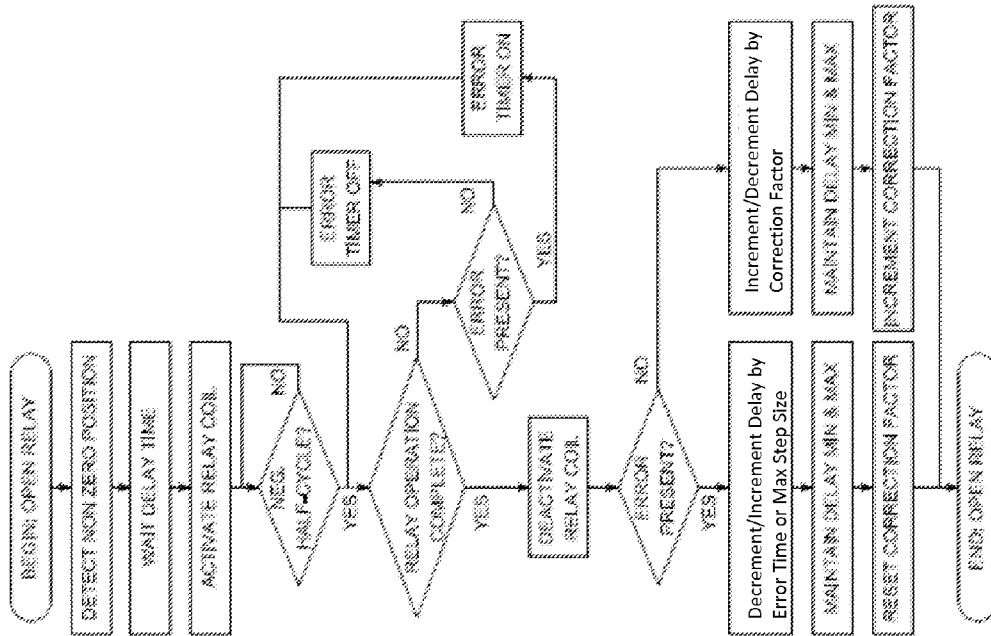 BEGIN: OPEN RELAY
DETECT NON ZERO POSITION
WAIT DELAY TIME
ACTIVATE RELAY COIL
NEG.
HALF-CYCLE?
NO
YES
RELAY OPERATION
COMPLETE?
NO
YES
ERROR
PRESENT?
NO
YES
ERROR
TIMER OFF
ERROR
TIMER ON
DEACTIVATE
RELAY COIL
ERROR
PRESENT?
NO
YES
Decrement/Increment Delay by
Error Time or Max Step Size
MAINTAIN DELAY MIN & MAX
RESET CORRECTION FACTOR
Increment/Decrement Delay by
Correction Factor
MAINTAIN DELAY MIN & MAX
INCREMENT CORRECTION FACTOR
END: OPEN RELAY